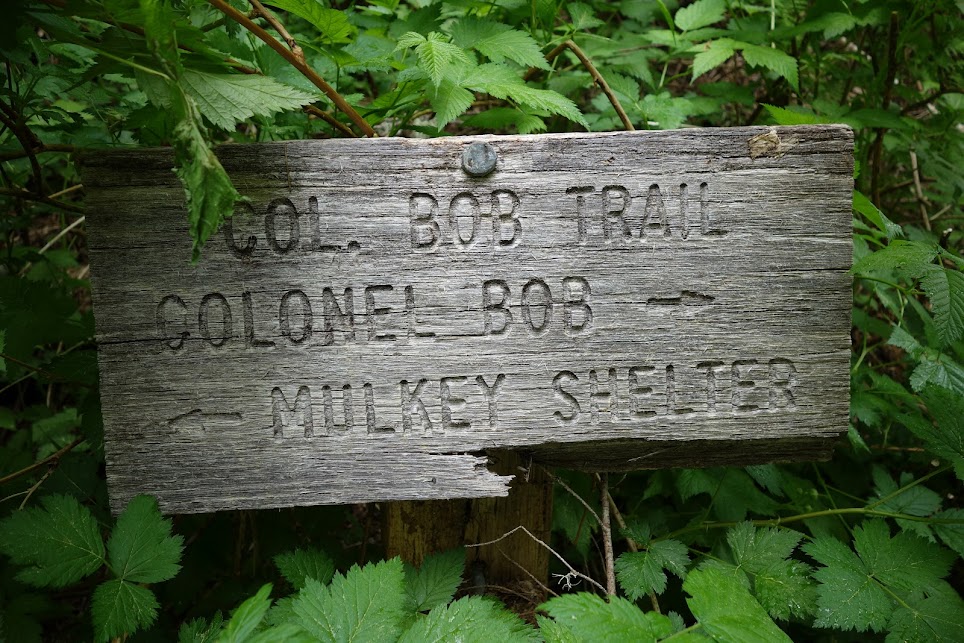 COL. BOB TRAIL
COLONEL BOB →
← MULKEY SHELTER